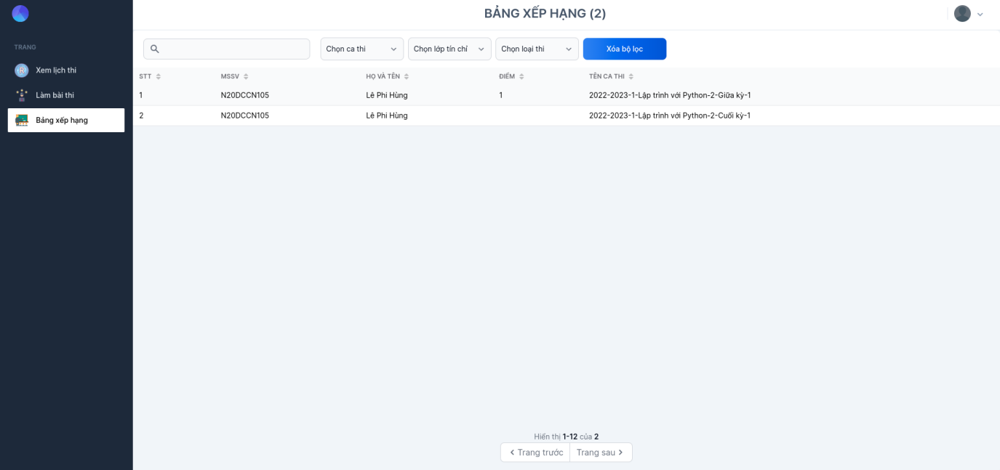 BẢNG XẾP HẠNG (2)
TRANG
Xem lịch thi
Làm bài thi
Bảng xếp hạng
Chọn ca thi
Chọn lớp tín chỉ
Chọn loại thi
Xóa bộ lọc
STT MSSV HỌ VÀ TÊN ĐIỂM TÊN CA THI
1 N20DCCN105 Lê Phi Hùng 1 2022-2023-1-Lập trình với Python-2-Giữa kỳ-1
2 N20DCCN105 Lê Phi Hùng 2022-2023-1-Lập trình với Python-2-Cuối kỳ-1
Hiển thị 1-12 của 2
Trang trước Trang sau